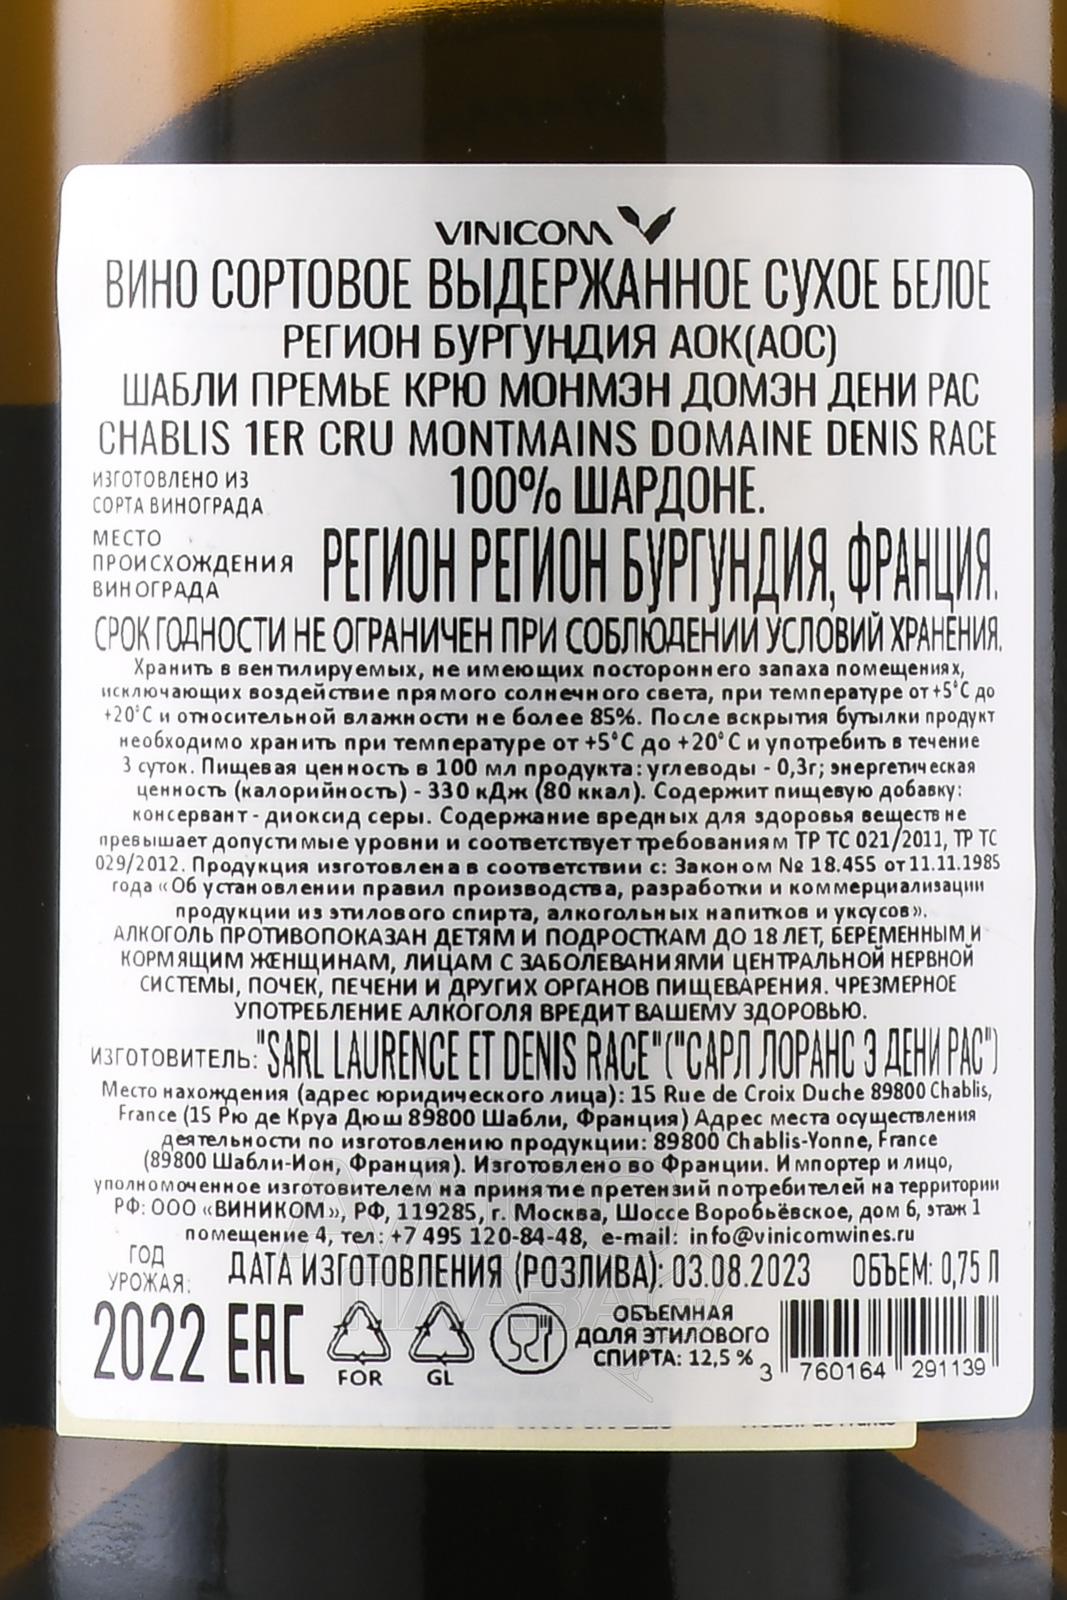 VINICOM
ВИНО СОРТОВОЕ ВЫДЕРЖАННОЕ СУХОЕ БЕЛОЕ
РЕГИОН БУРГУНДИЯ АОК(АОС)
ШАБЛИ ПРЕМЬЕ КРЮ МОНМЭН ДОМЭН ДЕНИ РАС
CHABLIS 1ER CRU MONTMAINS DOMAINE DENIS RACE
ИЗГОТОВЛЕНО ИЗ
СОРТА ВИНОГРАДА
100% ШАРДОНЕ.
МЕСТО
ПРОИСХОЖДЕНИЯ
ВИНОГРАДА
РЕГИОН РЕГИОН БУРГУНДИЯ, ФРАНЦИЯ.
СРОК ГОДНОСТИ НЕ ОГРАНИЧЕН ПРИ СОБЛЮДЕНИИ УСЛОВИЙ ХРАНЕНИЯ.
Хранить в вентилируемых, не имеющих постороннего запаха помещениях,
исключающих воздействие прямого солнечного света, при температуре от +5°С до
+20°С и относительной влажности не более 85%. После вскрытия бутылки продукт
необходимо хранить при температуре от +5°С до +20°С и употребить в течение
3 суток. Пищевая ценность в 100 мл продукта: углеводы - 0,3г; энергетическая
ценность (калорийность) - 330 кДж (80 ккал). Содержит пищевую добавку:
консервант - диоксид серы. Содержание вредных для здоровья веществ не
превышает допустимые уровни и соответствует требованиям ТР ТС 021/2011, ТР ТС
029/2012. Продукция изготовлена в соответствии с: Законом № 18.455 от 11.11.1985
года «Об установлении правил производства, разработки и коммерциализации
продукции из этилового спирта, алкогольных напитков и уксусов».
АЛКОГОЛЬ ПРОТИВОПОКАЗАН ДЕТЯМ И ПОДРОСТКАМ ДО 18 ЛЕТ, БЕРЕМЕННЫМ И
КОРМЯЩИМ ЖЕНЩИНАМ, ЛИЦАМ С ЗАБОЛЕВАНИЯМИ ЦЕНТРАЛЬНОЙ НЕРВНОЙ
СИСТЕМЫ, ПОЧЕК, ПЕЧЕНИ И ДРУГИХ ОРГАНОВ ПИЩЕВАРЕНИЯ. ЧРЕЗМЕРНОЕ
УПОТРЕБЛЕНИЕ АЛКОГОЛЯ ВРЕДИТ ВАШЕМУ ЗДОРОВЬЮ.
ИЗГОТОВИТЕЛЬ: "SARL LAURENCE ET DENIS RACE" ("САРЛ ЛОРАНС Э ДЕНИ РАС")
Место нахождения (адрес юридического лица): 15 Rue de Croix Duche 89800 Chablis,
France (15 Рю де Круа Дюш 89800 Шабли, Франция) Адрес места осуществления
деятельности по изготовлению продукции: 89800 Chablis-Yonne, France
(89800 Шабли-Ион, Франция). Изготовлено во Франции. Импортер и лицо,
уполномоченное изготовителем на принятие претензий потребителей на территории
РФ: ООО «ВИНИКОМ», РФ, 119285, г. Москва, Шоссе Воробьёвское, дом 6, этаж 1
помещение 4, тел: +7 495 120-84-48, e-mail: info@vinicomwines.ru
ГОД
УРОЖАЯ:
ДАТА ИЗГОТОВЛЕНИЯ (РОЗЛИВА): 03.08.2023 ОБЪЕМ: 0,75 Л
2022 EAC
FOR
GL
ОБЪЕМНАЯ
ДОЛЯ ЭТИЛОВОГО
СПИРТА: 12,5 %
3 760164 291139